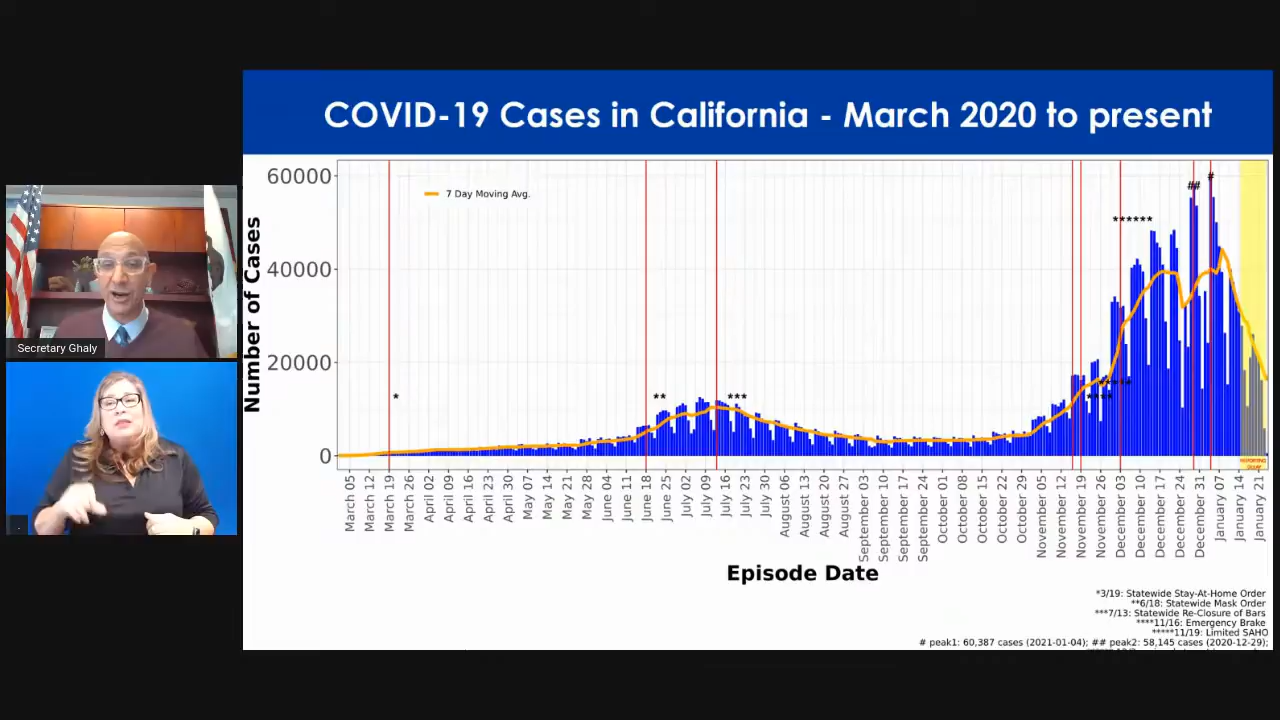 COVID-19 Cases in California - March 2020 to present
60000
40000
20000
0
Number of Cases
7 Day Moving Avg.
*
**
***
****
*****
******
##
#
REPORTING
DELAY
March 05
March 12
March 19
March 26
April 02
April 09
April 16
April 23
April 30
May 07
May 14
May 21
May 28
June 04
June 11
June 18
June 25
July 02
July 09
July 16
July 23
July 30
August 06
August 13
August 20
August 27
September 03
September 10
September 17
September 24
October 01
October 08
October 15
October 22
October 29
November 05
November 12
November 19
November 26
December 03
December 10
December 17
December 24
December 31
January 07
January 14
January 21
Episode Date
*3/19: Statewide Stay-At-Home Order
**6/18: Statewide Mask Order
***7/13: Statewide Re-Closure of Bars
****11/16: Emergency Brake
*****11/19: Limited SAHO
# peak1: 60,387 cases (2021-01-04); ## peak2: 58,145 cases (2020-12-29);
Secretary Ghaly